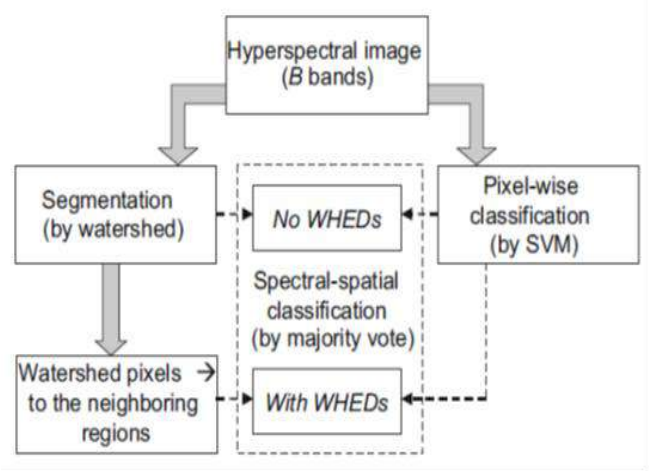 Hyperspectral image
(B bands)
Segmentation
(by watershed)
No WHEDs
Pixel-wise
classification
(by SVM)
Spectral-spatial
classification
(by majority vote)
Watershed pixels →
to the neighboring
regions
With WHEDs